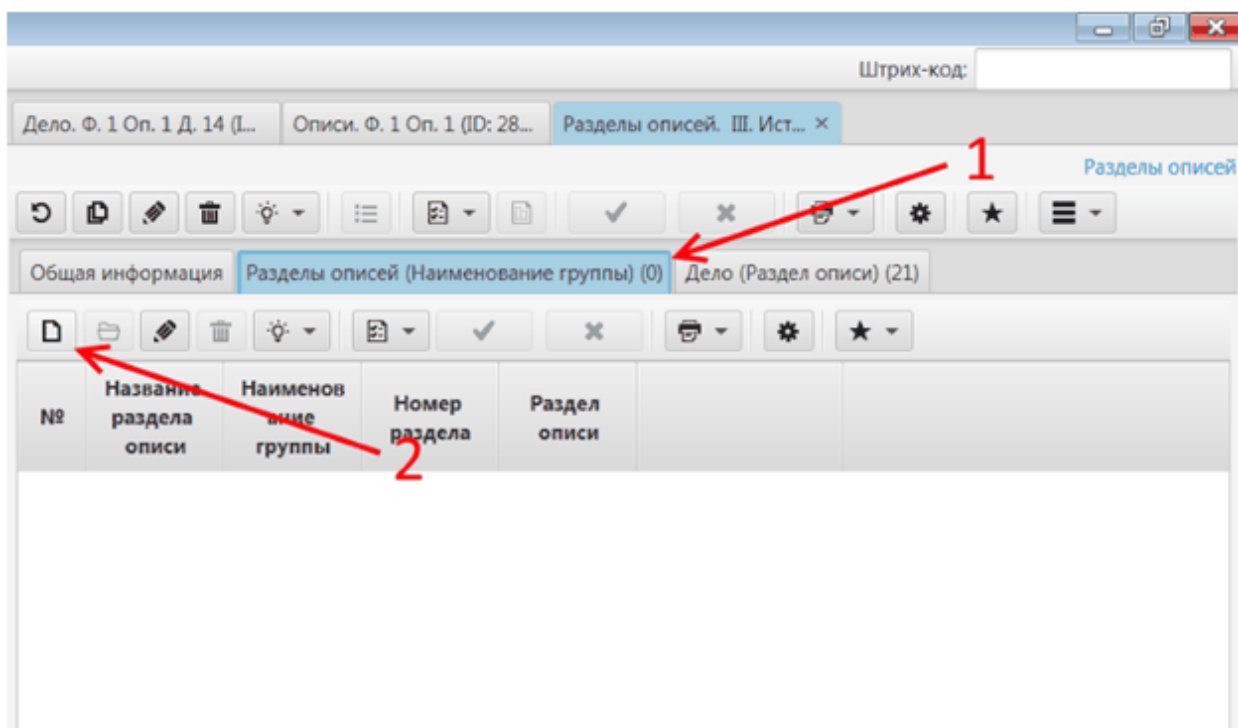 Штрих-код:
Дело. Ф. 1 Оп. 1 Д. 14 (I... Описи. Ф. 1 Оп. 1 (ID: 28... Разделы описей. III. Ист... ×
1
Разделы описей
Общая информация Разделы описей (Наименование группы) (0) Дело (Раздел описи) (21)
№ Название раздела описи Наименование группы Номер раздела Раздел описи
2